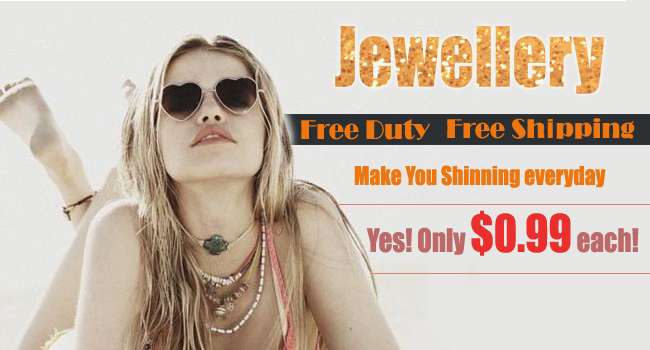 Jewellery
Free Duty Free Shipping
Make You Shinning everyday
Yes! Only $0.99 each!